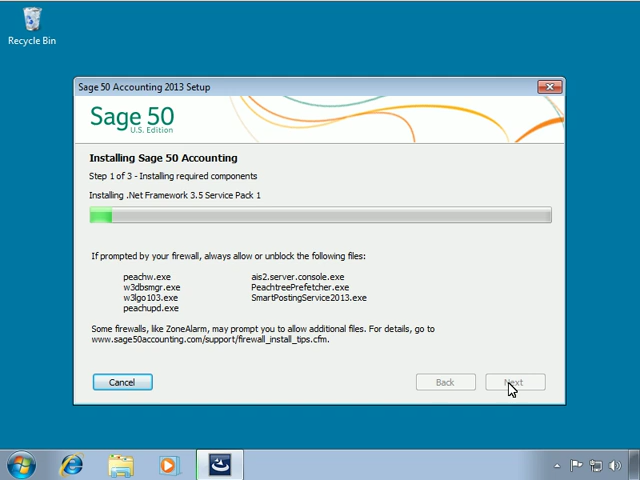 Recycle Bin
Sage 50 Accounting 2013 Setup
Sage 50
U.S. Edition
Installing Sage 50 Accounting
Step 1 of 3 - Installing required components
Installing .Net Framework 3.5 Service Pack 1
If prompted by your firewall, always allow or unblock the following files:
peachw.exe ais2.server.console.exe
w3dbsmgr.exe PeachtreePrefetcher.exe
w3lgo103.exe SmartPostingService2013.exe
peachupd.exe
Some firewalls, like ZoneAlarm, may prompt you to allow additional files. For details, go to
www.sage50accounting.com/support/firewall_install_tips.cfm.
Cancel Back Next